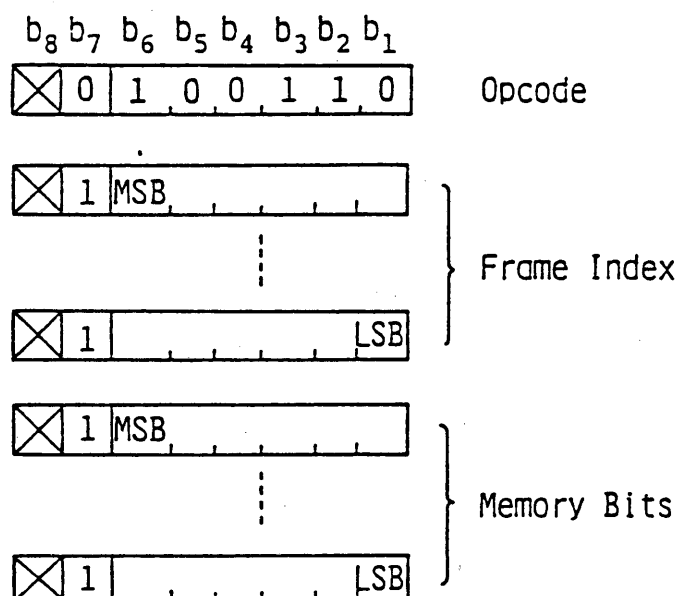 b8 b7 b6 b5 b4 b3 b2 b1
0 1 0 0 1 1 0 Opcode
1 MSB
Frame Index
1 LSB
1 MSB
Memory Bits
1 LSB